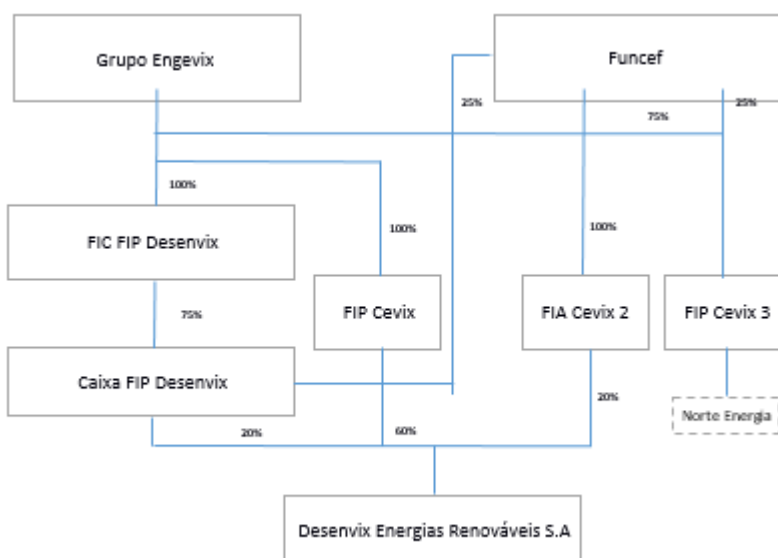 Grupo Engevix
Funcef
25%
25%
75%
100%
100%
100%
FIC FIP Desenvix
FIP Cevix
FIA Cevix 2
FIP Cevix 3
75%
Caixa FIP Desenvix
20%
Norte Energia
20%
60%
Desenvix Energias Renováveis S.A